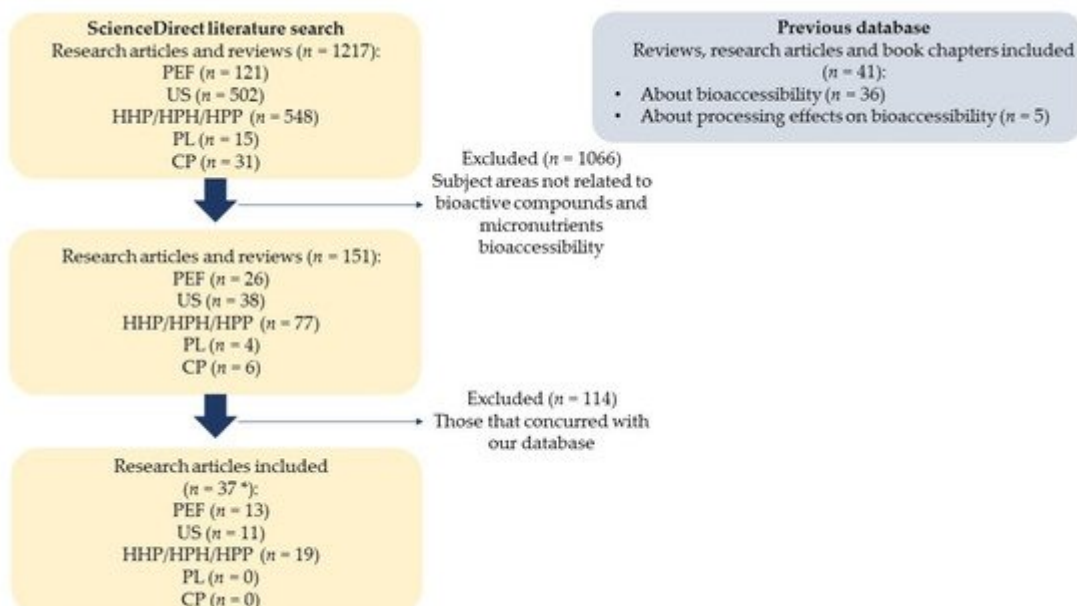 ScienceDirect literature search
Research articles and reviews (n = 1217):
PEF (n = 121)
US (n = 502)
HHP/HPH/HPP (n = 548)
PL (n = 15)
CP (n = 31)
Previous database
Reviews, research articles and book chapters included
(n = 41):
• About bioaccessibility (n = 36)
• About processing effects on bioaccessibility (n = 5)
Excluded (n = 1066)
Subject areas not related to
bioactive compounds and
micronutrients
bioaccessibility
Research articles and reviews (n = 151):
PEF (n = 26)
US (n = 38)
HHP/HPH/HPP (n = 77)
PL (n = 4)
CP (n = 6)
Excluded (n = 114)
Those that concurred with
our database
Research articles included
(n = 37 *):
PEF (n = 13)
US (n = 11)
HHP/HPH/HPP (n = 19)
PL (n = 0)
CP (n = 0)